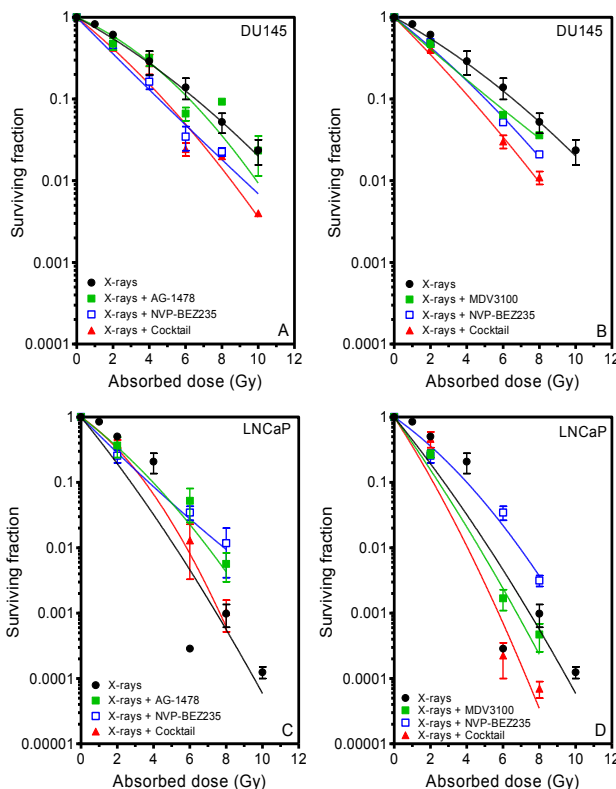 DU145
1
0.1
0.01
0.001
0.0001
Surviving fraction
X-rays
X-rays + AG-1478
X-rays + NVP-BEZ235
X-rays + Cocktail
A
0 2 4 6 8 10 12
Absorbed dose (Gy)
DU145
1
0.1
0.01
0.001
0.0001
Surviving fraction
X-rays
X-rays + MDV3100
X-rays + NVP-BEZ235
X-rays + Cocktail
B
0 2 4 6 8 10 12
Absorbed dose (Gy)
LNCaP
1
0.1
0.01
0.001
0.0001
0.00001
Surviving fraction
X-rays
X-rays + AG-1478
X-rays + NVP-BEZ235
X-rays + Cocktail
C
0 2 4 6 8 10 12
Absorbed dose (Gy)
LNCaP
1
0.1
0.01
0.001
0.0001
0.00001
Surviving fraction
X-rays
X-rays + MDV3100
X-rays + NVP-BEZ235
X-rays + Cocktail
D
0 2 4 6 8 10 12
Absorbed dose (Gy)